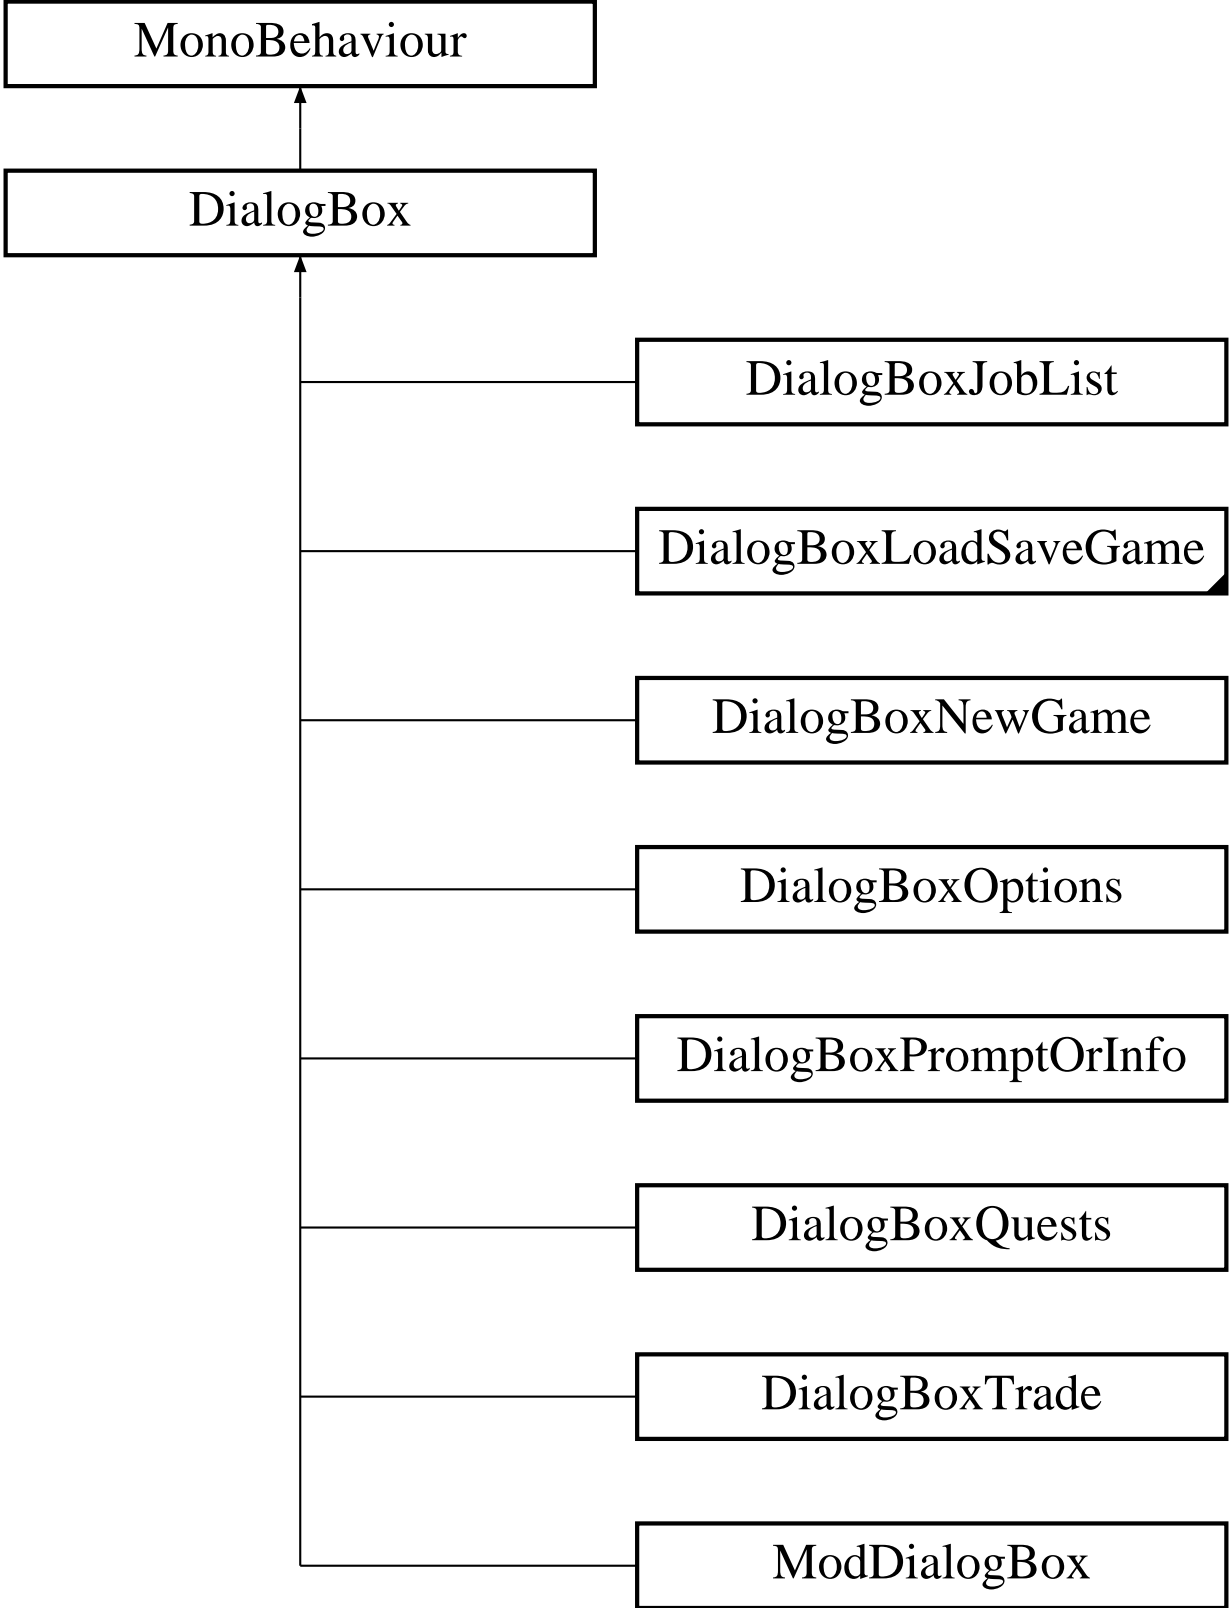 MonoBehaviour
DialogBox
DialogBoxJobList
DialogBoxLoadSaveGame
DialogBoxNewGame
DialogBoxOptions
DialogBoxPromptOrInfo
DialogBoxQuests
DialogBoxTrade
ModDialogBox